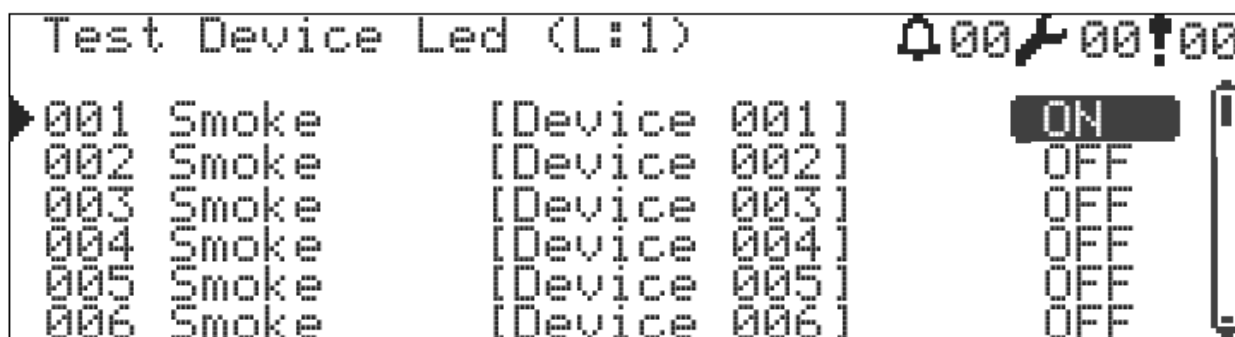 Test Device Led (L:1) 00 00 00
001 Smoke [Device 001] ON
002 Smoke [Device 002] OFF
003 Smoke [Device 003] OFF
004 Smoke [Device 004] OFF
005 Smoke [Device 005] OFF
006 Smoke [Device 006] OFF